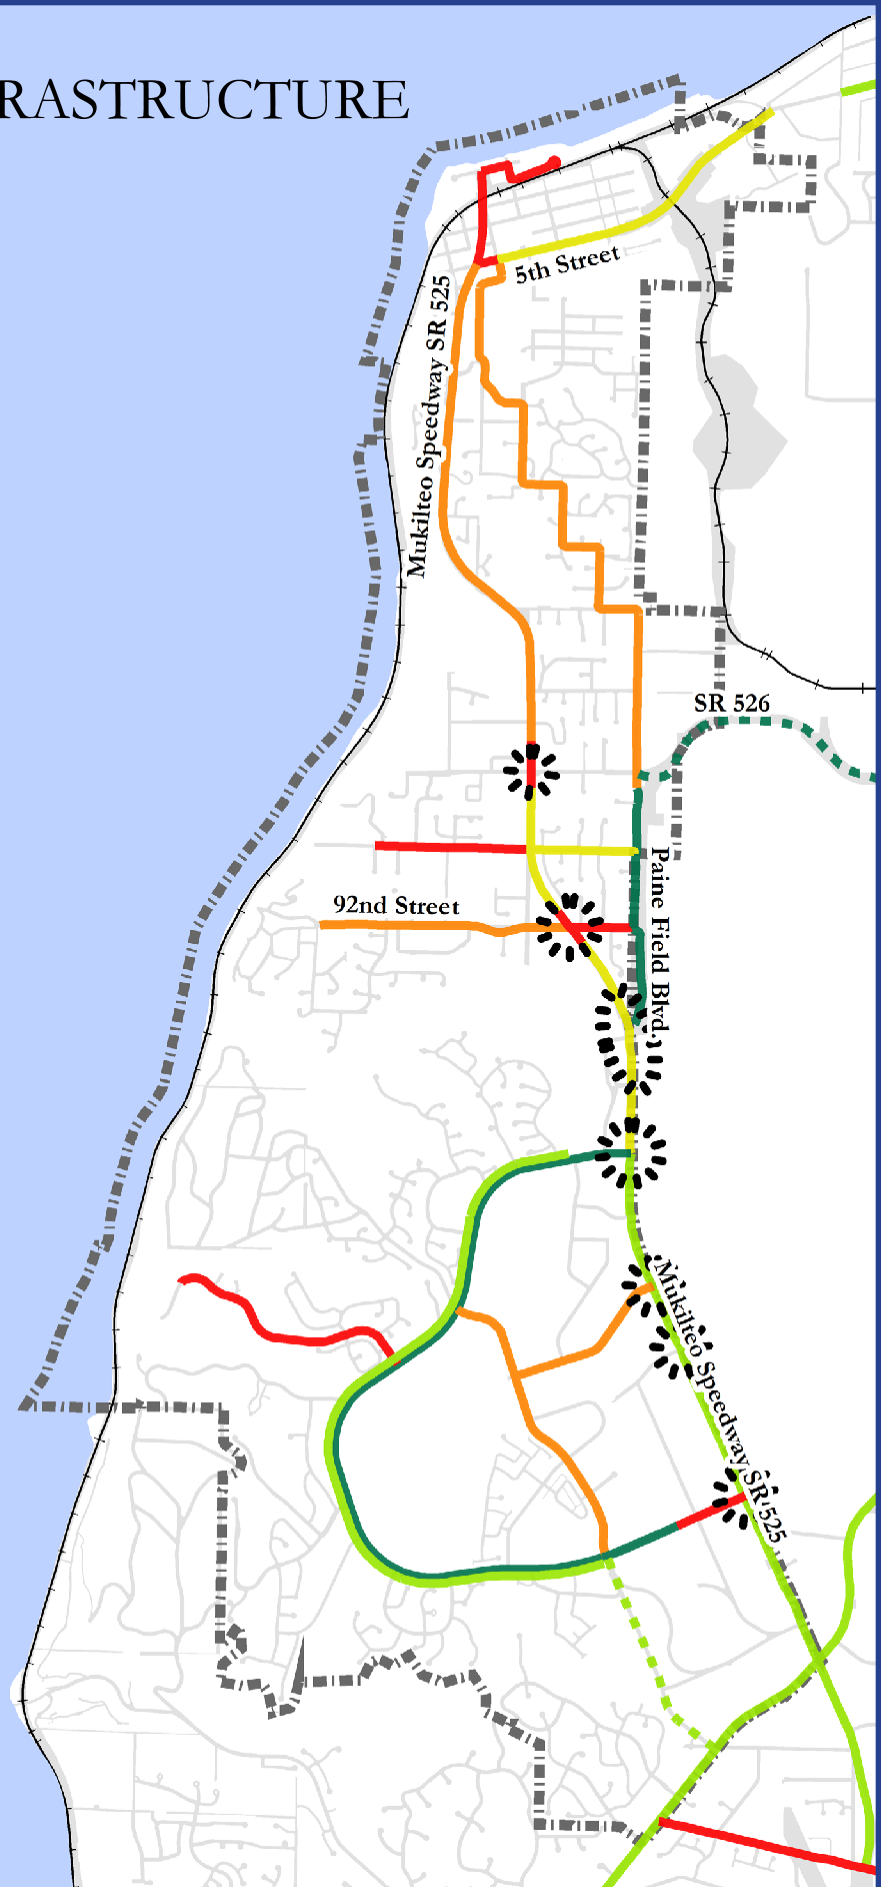 RASTRUCTURE
5th Street
Mukilteo Speedway SR 525
SR 526
Paine Field Blvd.
92nd Street
Mukilteo Speedway SR 525